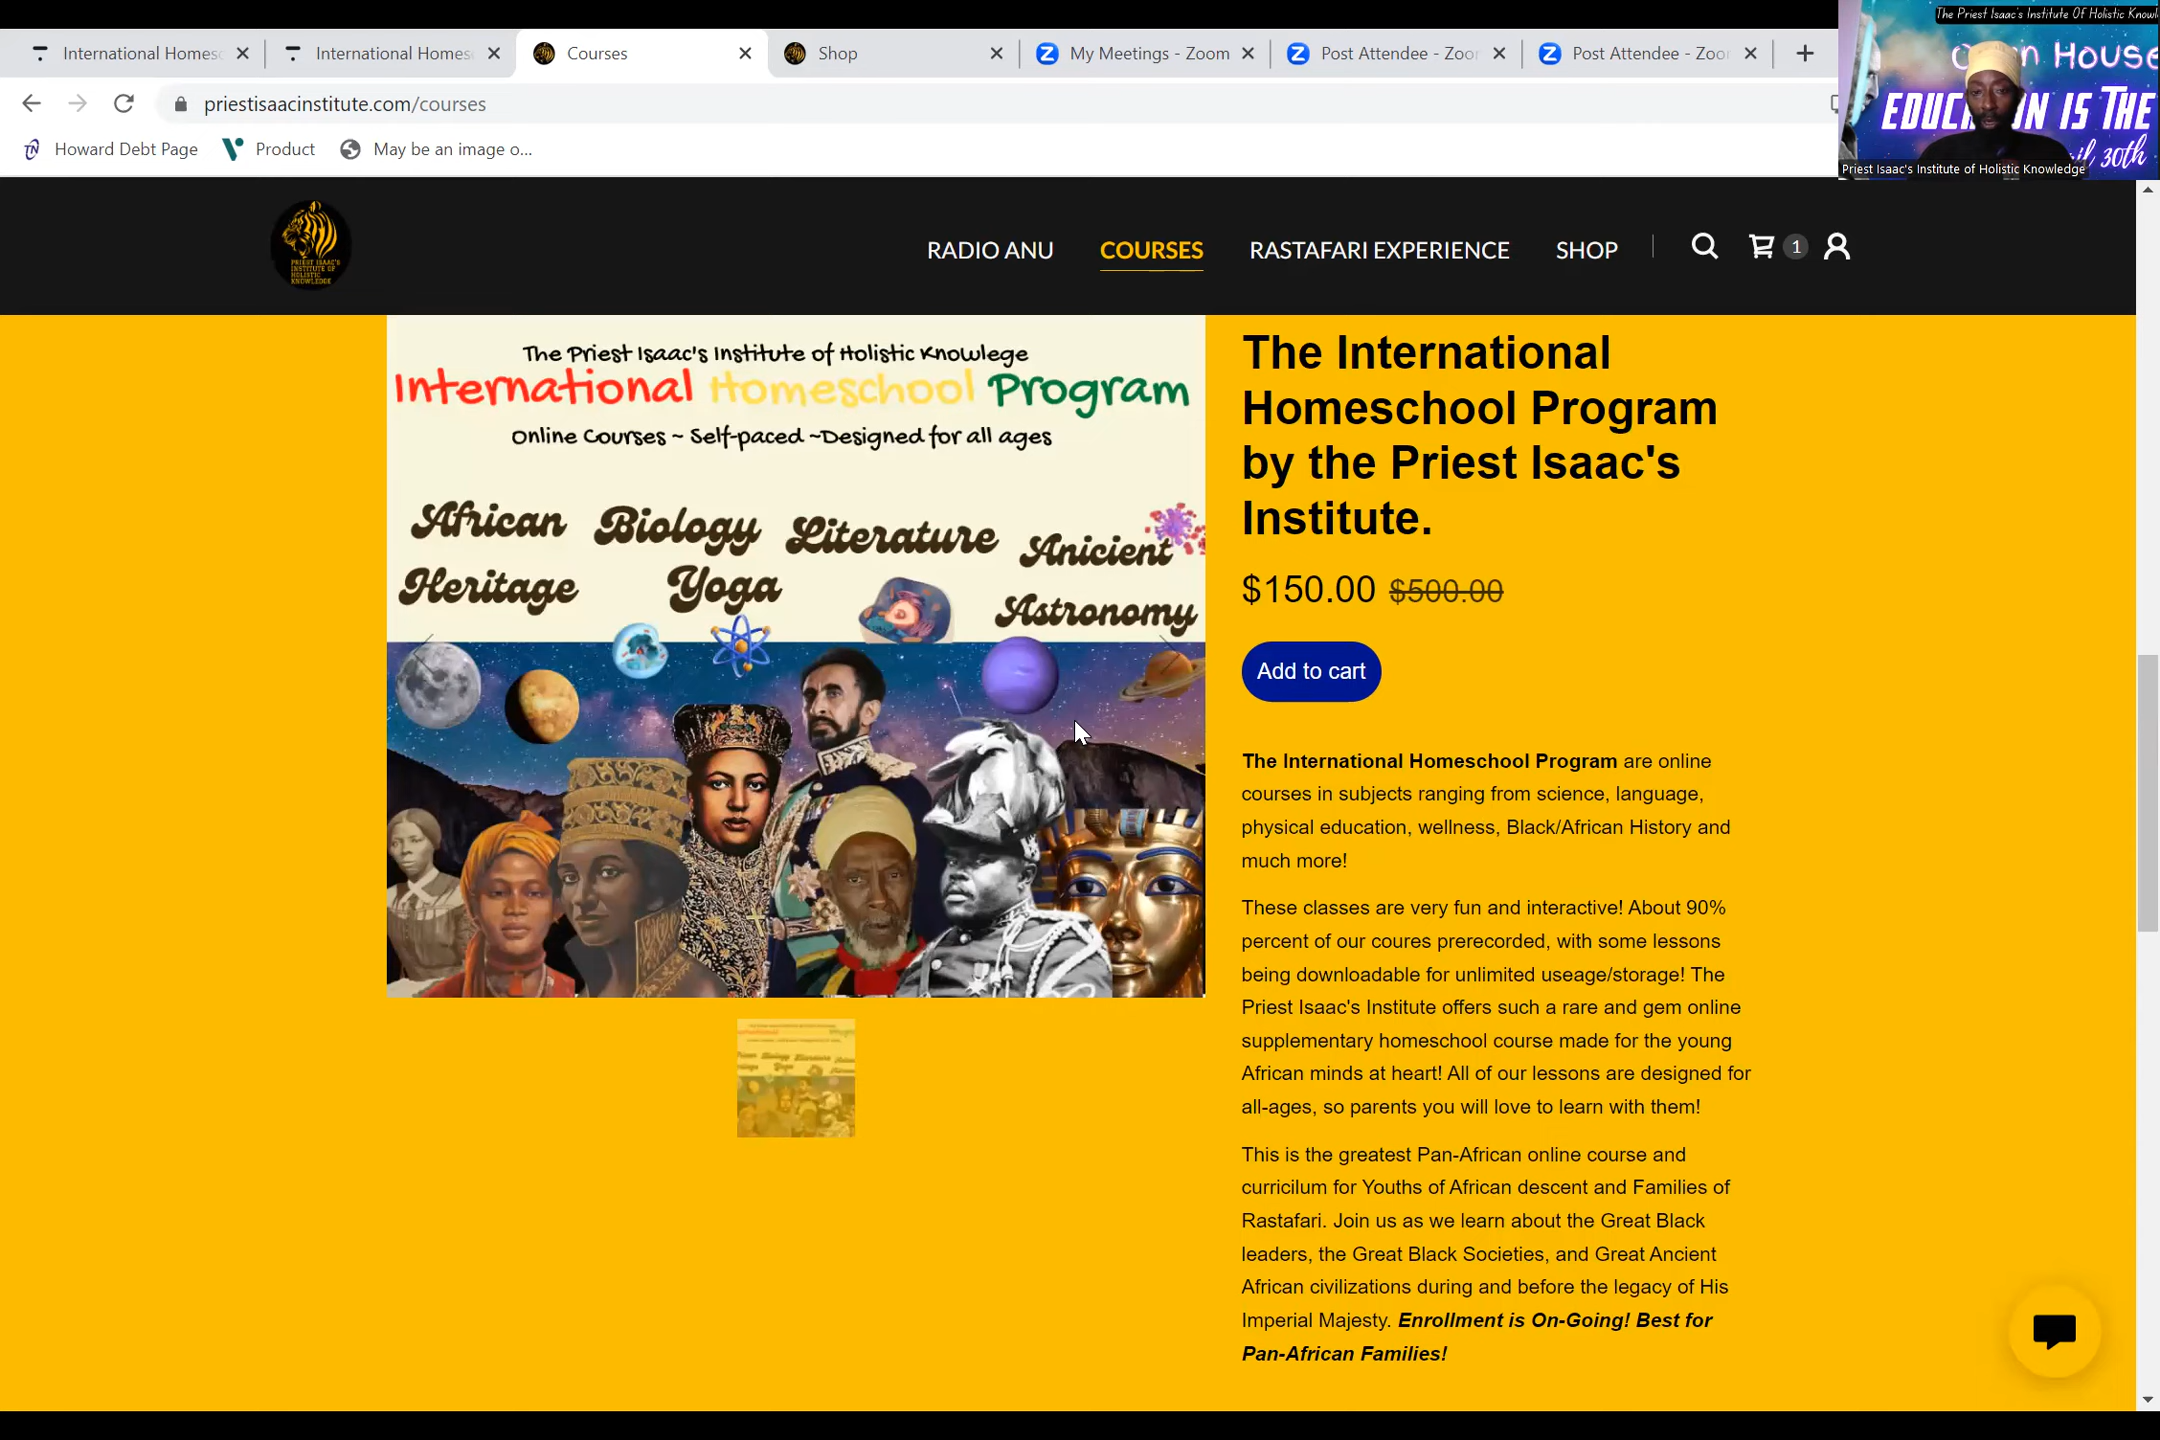 International Homesc
International Homesc
Courses
Shop
My Meetings - Zoom
Post Attendee - Zoo
Post Attendee - Zoo
priestisaacinstitute.com/courses
Howard Debt Page
Product
May be an image o...
The Priest Isaac's Institute Of Holistic Knowl
House
EDUC
N IS THE
30th
Priest Isaac's Institute of Holistic Knowledge
PRIEST ISAAC'S
INSTITUTE OF
HOLISTIC
KNOWLEDGE
RADIO ANU
COURSES
RASTAFARI EXPERIENCE
SHOP
1
The Priest Isaac's Institute of Holistic Knowlege
International Homeschool Program
Online Courses ~ Self-paced ~Designed for all ages
African Heritage
Biology
Yoga
Literature
Anicient
Astronomy
The International
Homeschool Program
by the Priest Isaac's
Institute.
$150.00 $500.00
Add to cart
The International Homeschool Program are online
courses in subjects ranging from science, language,
physical education, wellness, Black/African History and
much more!
These classes are very fun and interactive! About 90%
percent of our coures prerecorded, with some lessons
being downloadable for unlimited useage/storage! The
Priest Isaac's Institute offers such a rare and gem online
supplementary homeschool course made for the young
African minds at heart! All of our lessons are designed for
all-ages, so parents you will love to learn with them!
This is the greatest Pan-African online course and
curricilum for Youths of African descent and Families of
Rastafari. Join us as we learn about the Great Black
leaders, the Great Black Societies, and Great Ancient
African civilizations during and before the legacy of His
Imperial Majesty. Enrollment is On-Going! Best for
Pan-African Families!